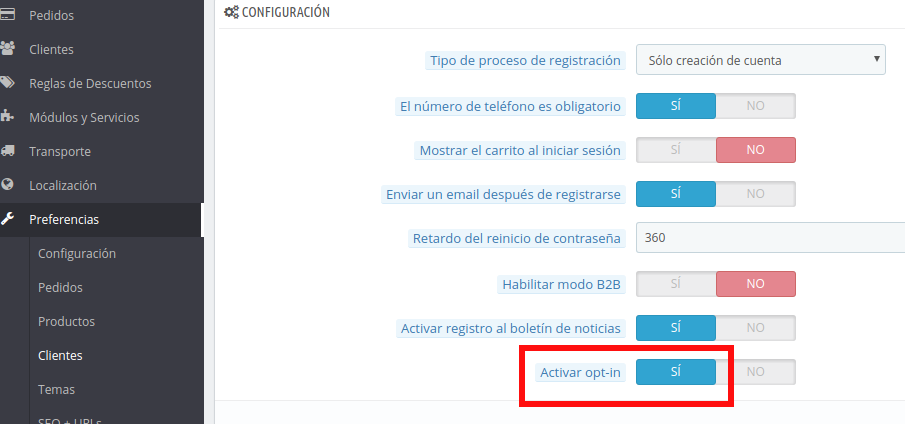 Pedidos
Clientes
Reglas de Descuentos
Módulos y Servicios
Transporte
Localización
Preferencias
Configuración
Pedidos
Productos
Clientes
Temas
SEO + URLs
CONFIGURACIÓN
Tipo de proceso de registración Sólo creación de cuenta
El número de teléfono es obligatorio SÍ NO
Mostrar el carrito al iniciar sesión SÍ NO
Enviar un email después de registrarse SÍ NO
Retardo del reinicio de contraseña 360
Habilitar modo B2B SÍ NO
Activar registro al boletín de noticias SÍ NO
Activar opt-in SÍ NO